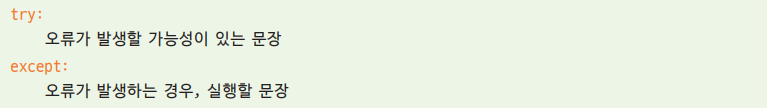 try:
    오류가 발생할 가능성이 있는 문장
except:
    오류가 발생하는 경우, 실행할 문장